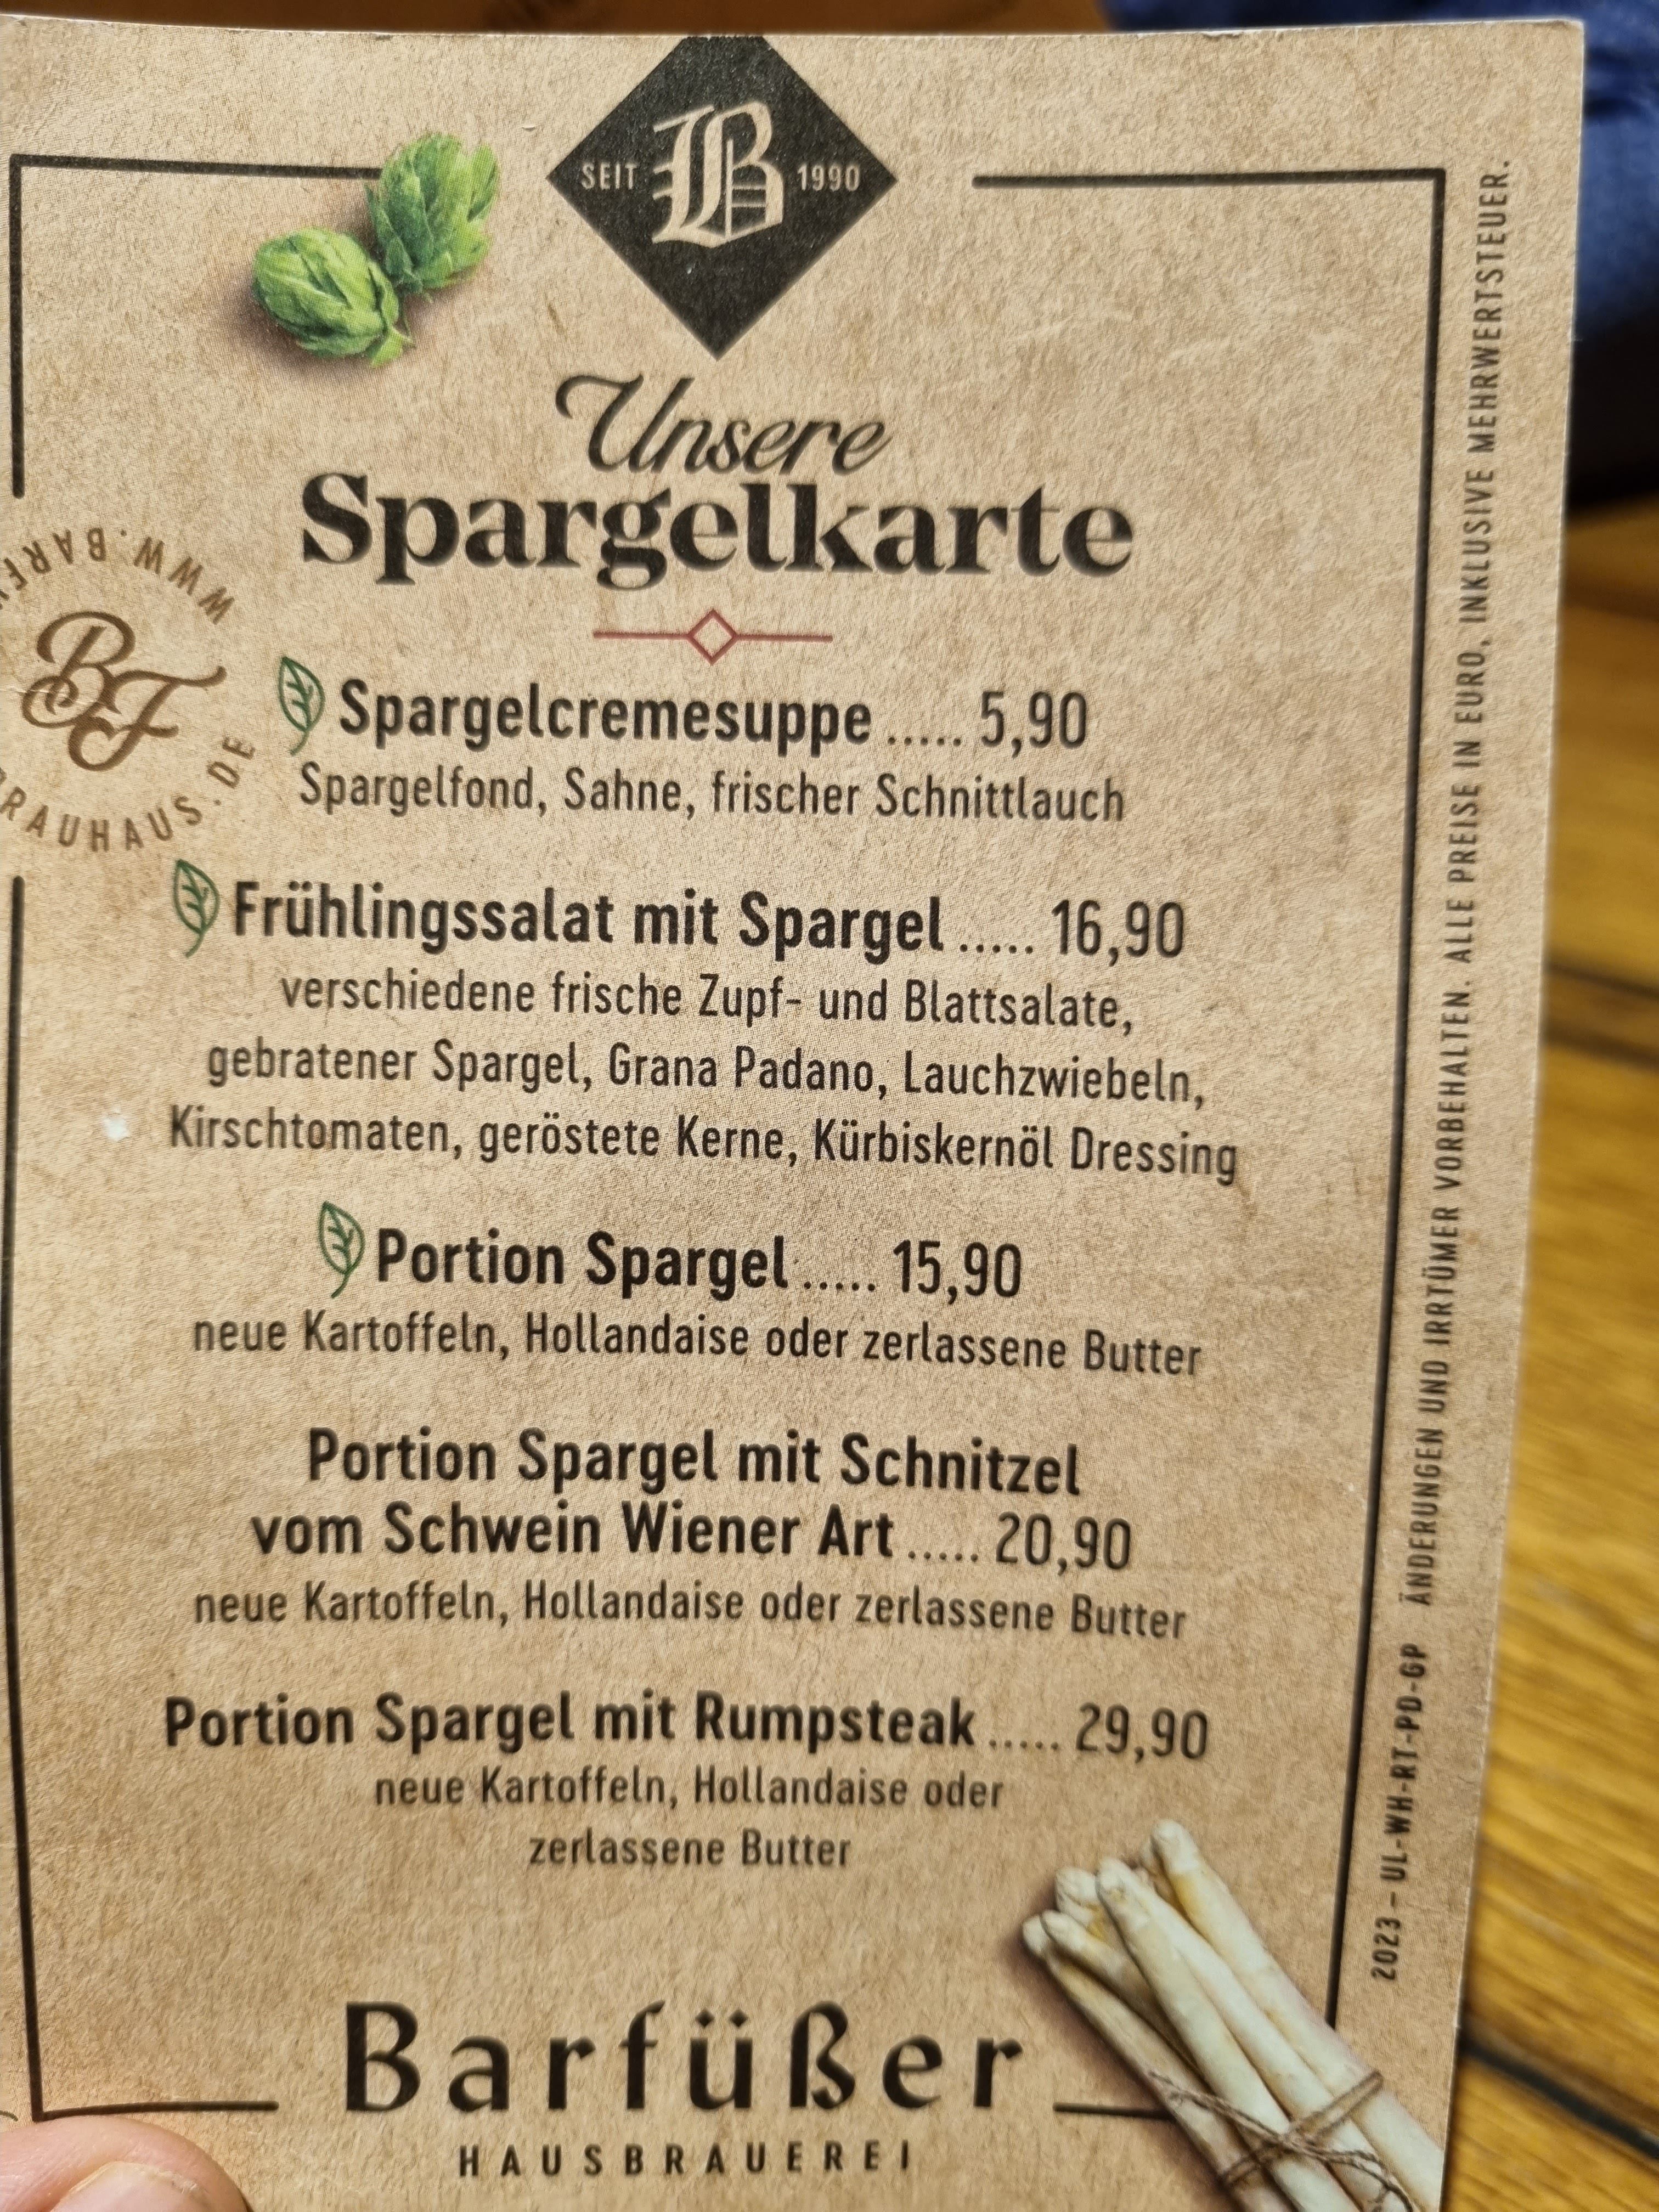 SEIT B 1990
Unsere
Spargelkarte
WWW.BARF
BF
BRAUHAUS.DE
Spargelcremesuppe ..... 5,90
Spargelfond, Sahne, frischer Schnittlauch
Frühlingssalat mit Spargel ..... 16,90
verschiedene frische Zupf- und Blattsalate,
gebratener Spargel, Grana Padano, Lauchzwiebeln,
Kirschtomaten, geröstete Kerne, Kürbiskernöl Dressing
Portion Spargel ..... 15,90
neue Kartoffeln, Hollandaise oder zerlassene Butter
Portion Spargel mit Schnitzel
vom Schwein Wiener Art ..... 20,90
neue Kartoffeln, Hollandaise oder zerlassene Butter
Portion Spargel mit Rumpsteak ..... 29,90
neue Kartoffeln, Hollandaise oder
zerlassene Butter
Barfüßer
HAUSBRAUEREI
2023 – UL-WH-RT-PD-GP ÄNDERUNGEN UND IRRTÜMER VORBEHALTEN. ALLE PREISE IN EURO, INKLUSIVE MEHRWERTSTEUER.